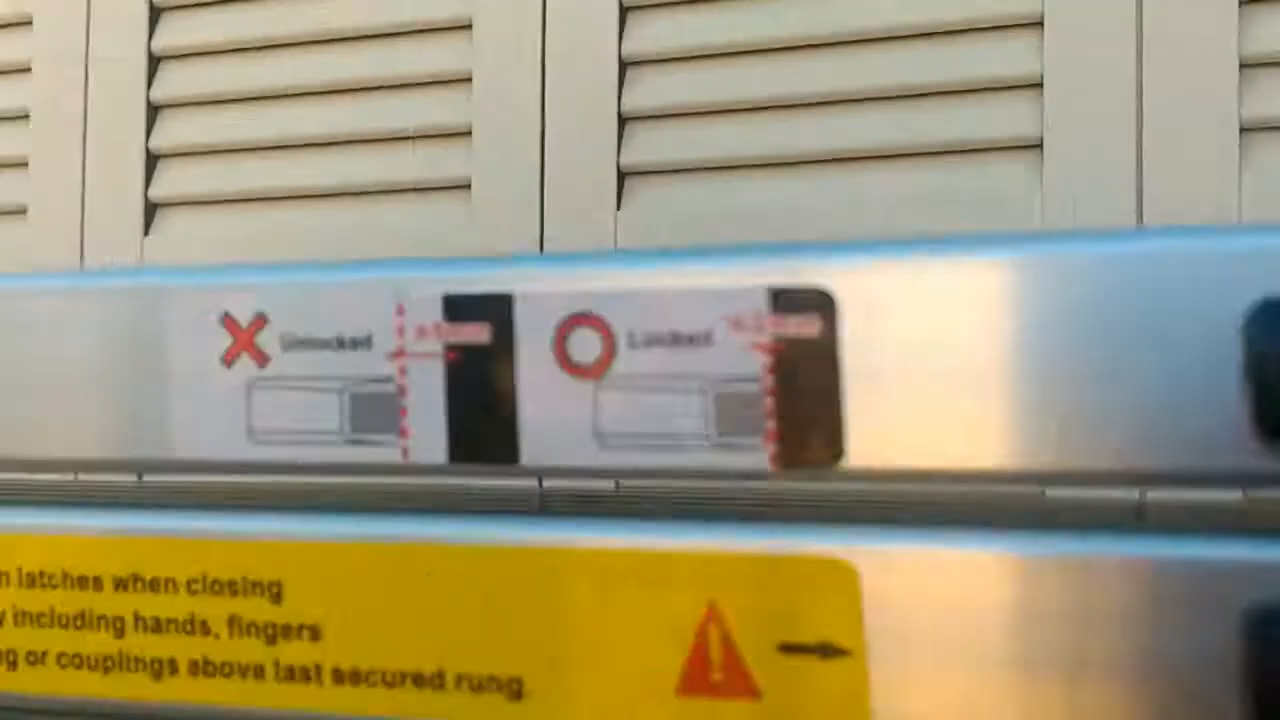 Unlocked
Locked
latches when closing
including hands, fingers
or couplings above last secured rung